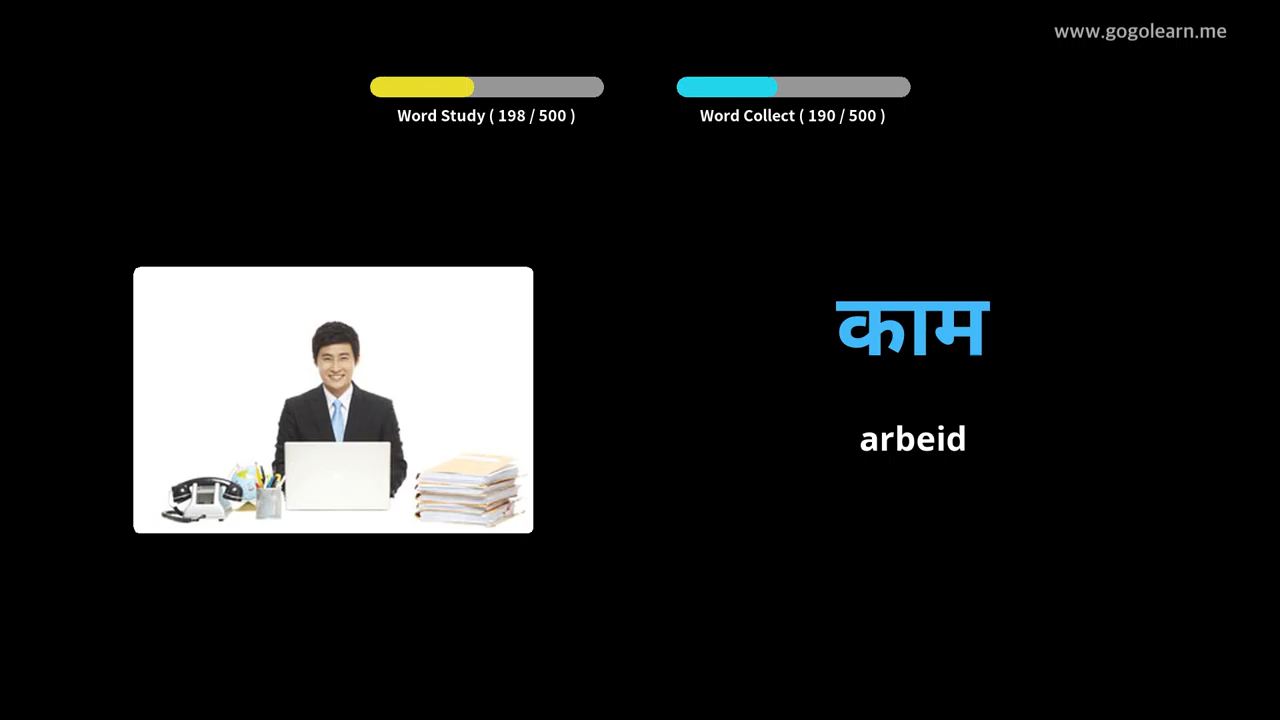 www.gogolearn.me
Word Study ( 198 / 500 )
Word Collect ( 190 / 500 )
काम
arbeid